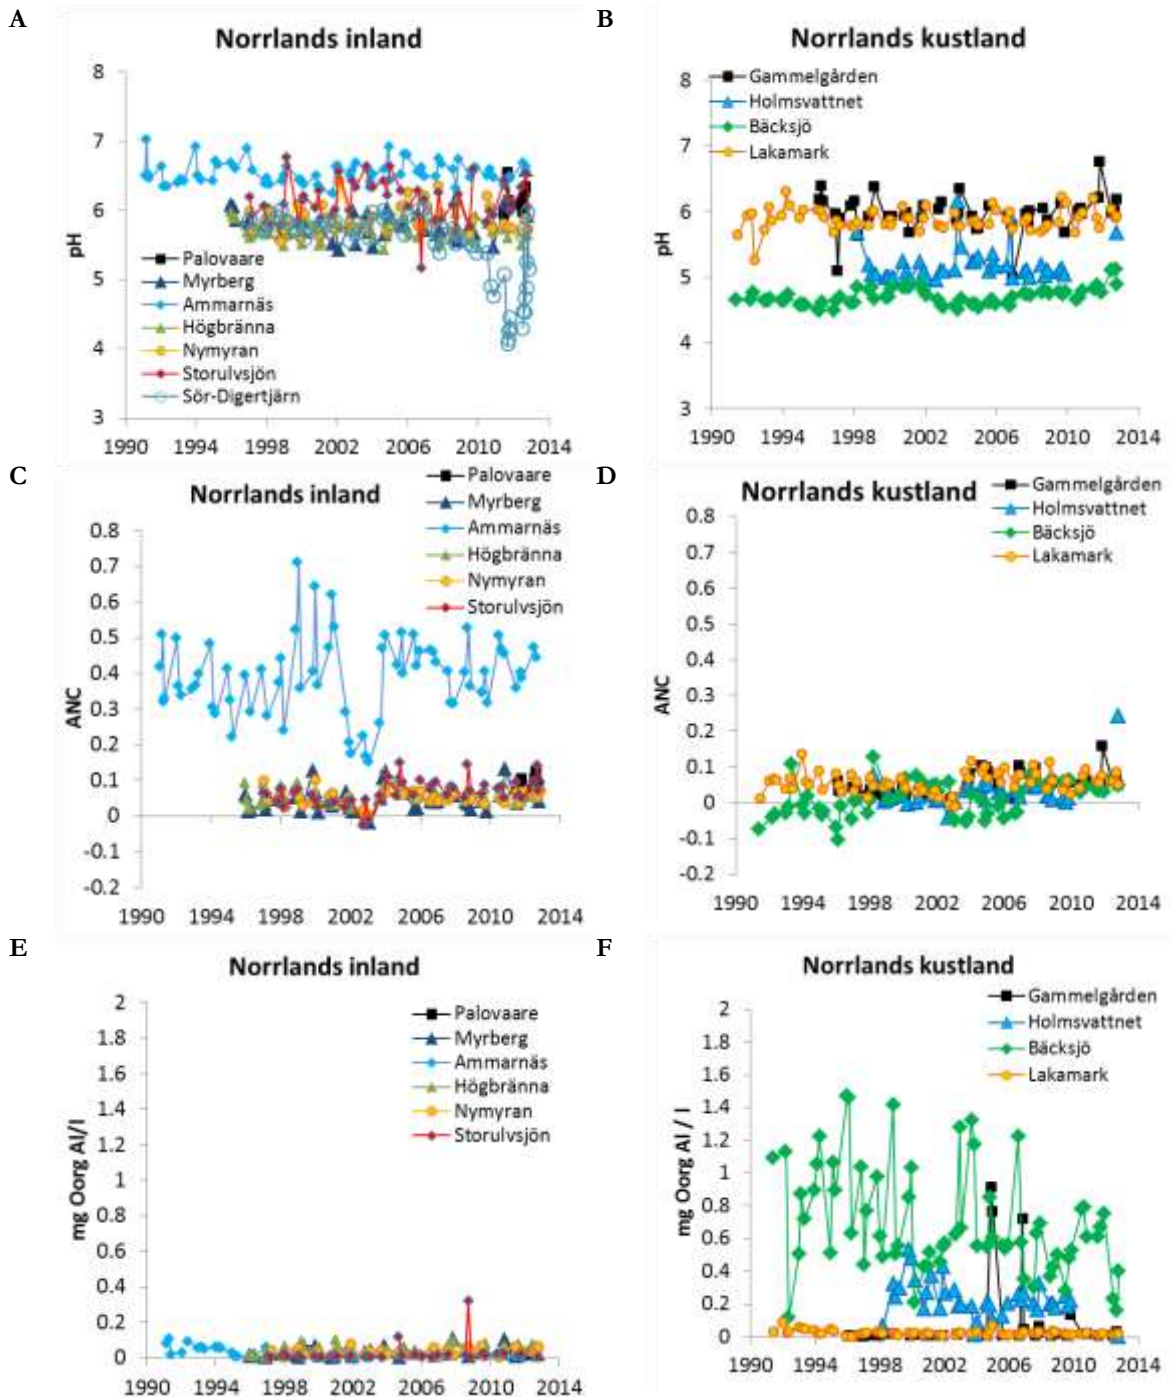 A
Norrlands inland
pH
8
7
6
5
4
3
Palovaare
Myrberg
Ammarnäs
Högbränna
Nymyran
Storulvsjön
Sör-Digertjärn
1990 1994 1998 2002 2006 2010 2014
B
Norrlands kustland
pH
8
7
6
5
4
3
Gammelgården
Holmsvattnet
Bäcksjö
Lakamark
1990 1994 1998 2002 2006 2010 2014
C
Norrlands inland
ANC
0.8
0.7
0.6
0.5
0.4
0.3
0.2
0.1
0
-0.1
-0.2
Palovaare
Myrberg
Ammarnäs
Högbränna
Nymyran
Storulvsjön
1990 1994 1998 2002 2006 2010 2014
D
Norrlands kustland
ANC
0.8
0.7
0.6
0.5
0.4
0.3
0.2
0.1
0
-0.1
-0.2
Gammelgården
Holmsvattnet
Bäcksjö
Lakamark
1990 1994 1998 2002 2006 2010 2014
E
Norrlands inland
mg Oorg Al/l
2
1.8
1.6
1.4
1.2
1
0.8
0.6
0.4
0.2
0
Palovaare
Myrberg
Ammarnäs
Högbränna
Nymyran
Storulvsjön
1990 1994 1998 2002 2006 2010 2014
F
Norrlands kustland
mg Oorg Al / l
2
1.8
1.6
1.4
1.2
1
0.8
0.6
0.4
0.2
0
Gammelgården
Holmsvattnet
Bäcksjö
Lakamark
1990 1994 1998 2002 2006 2010 2014